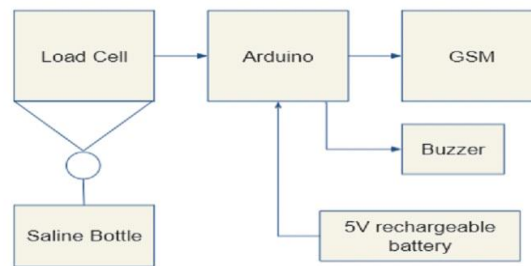 Load Cell
Arduino
GSM
Buzzer
Saline Bottle
5V rechargeable
battery